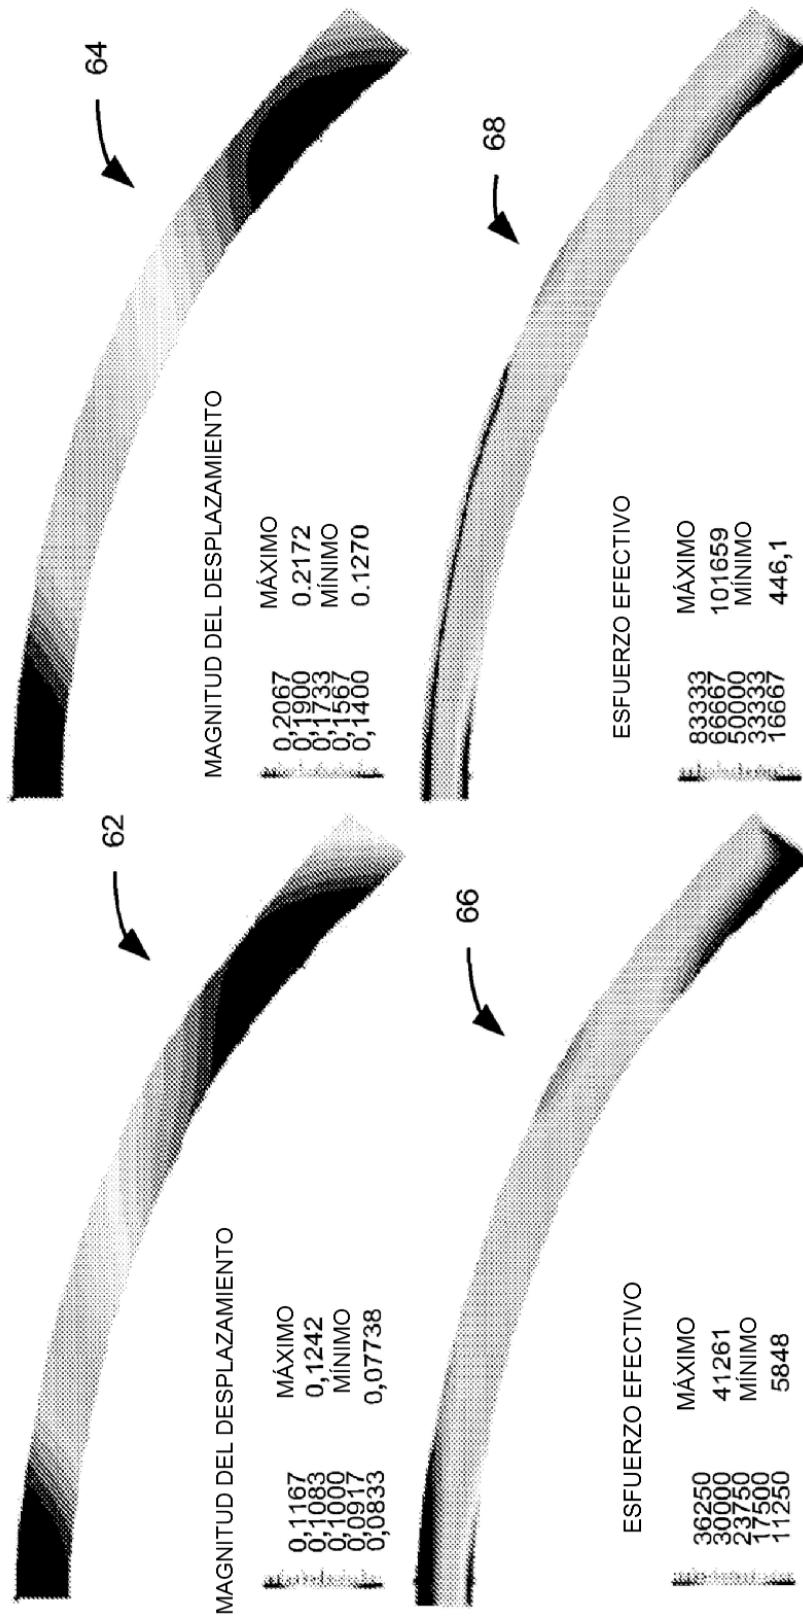 62
MAGNITUD DEL DESPLAZAMIENTO
0,1167
0,1083
0,1000
0,0917
0,0833
MÁXIMO
0,1242
MÍNIMO
0,07738
64
MAGNITUD DEL DESPLAZAMIENTO
0,2067
0,1900
0,1733
0,1567
0,1400
MÁXIMO
0.2172
MÍNIMO
0.1270
66
ESFUERZO EFECTIVO
36250
30000
23750
17500
11250
MÁXIMO
41261
MÍNIMO
5848
68
ESFUERZO EFECTIVO
83333
66667
50000
33333
16667
MÁXIMO
101659
MÍNIMO
446,1